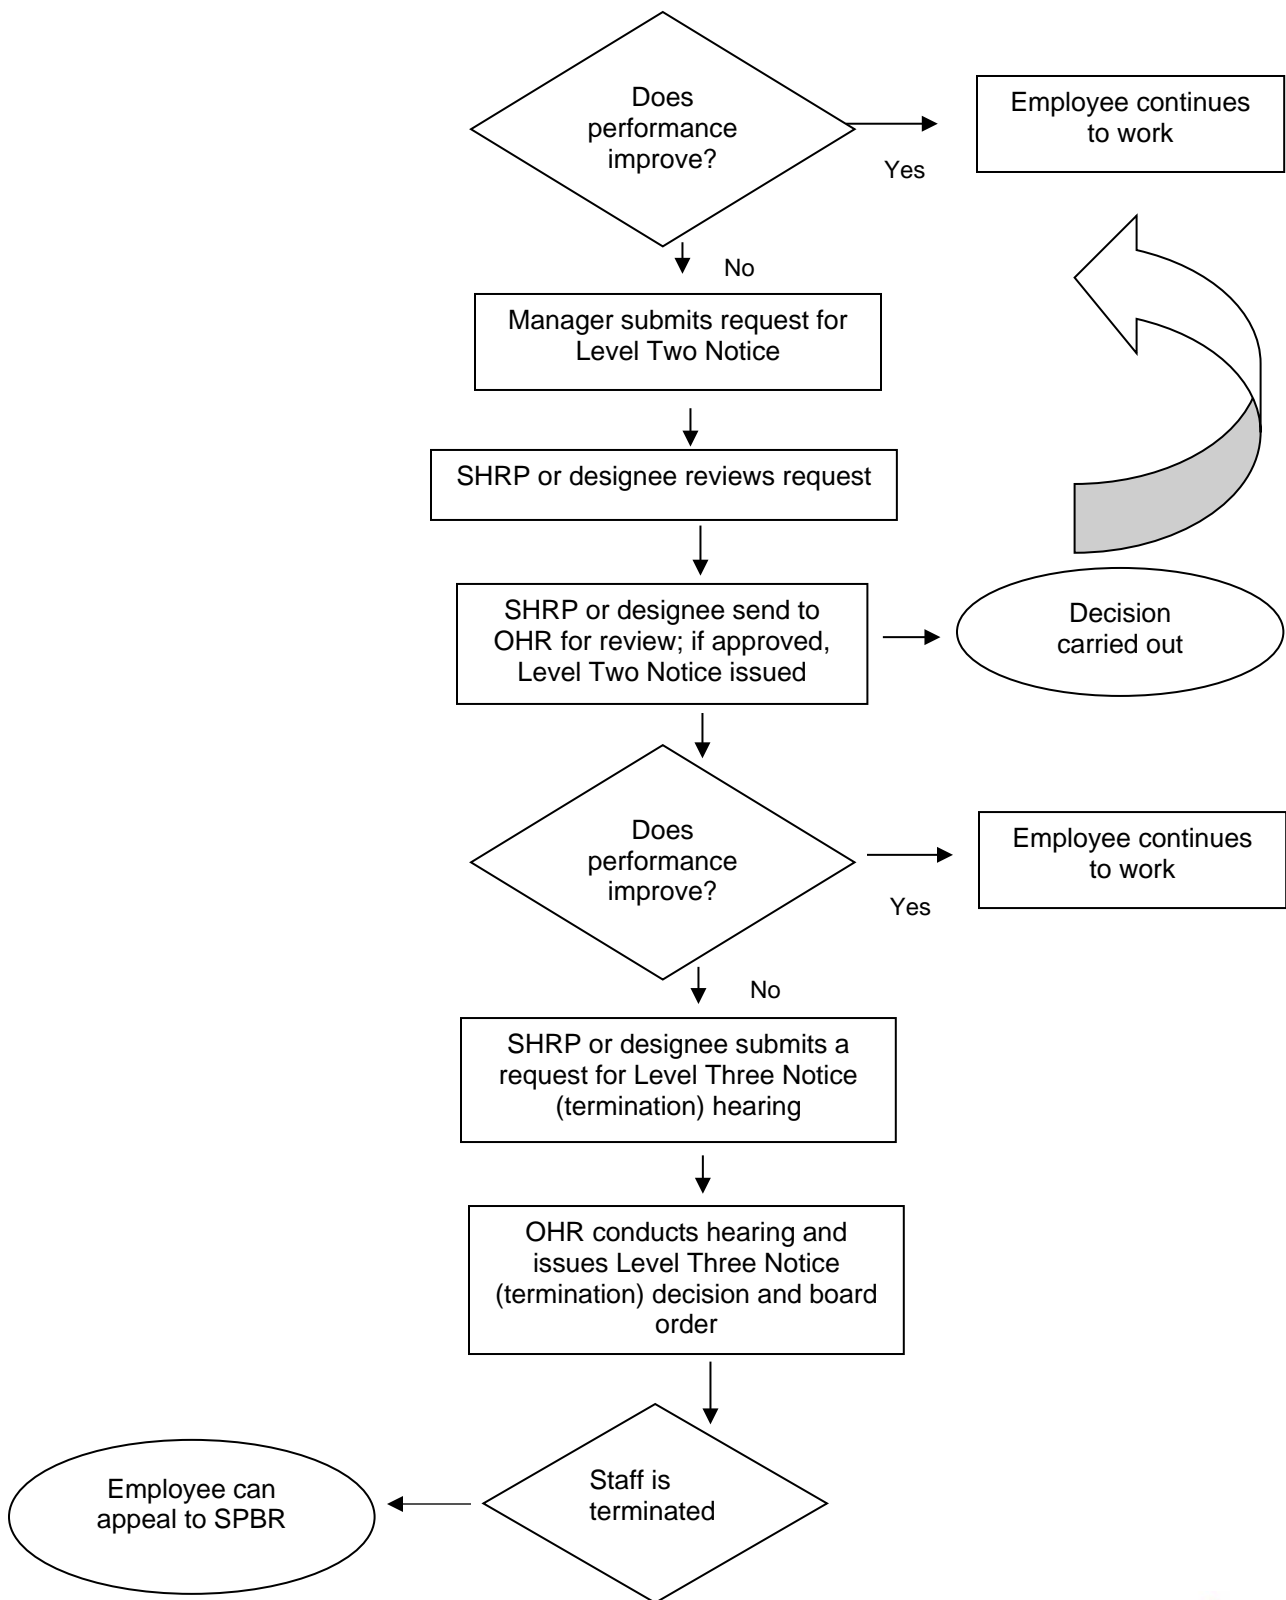 Does
performance
improve?
Employee continues
to work
Yes
No
Manager submits request for
Level Two Notice
SHRP or designee reviews request
SHRP or designee send to
OHR for review; if approved,
Level Two Notice issued
Decision
carried out
Does
performance
improve?
Employee continues
to work
Yes
No
SHRP or designee submits a
request for Level Three Notice
(termination) hearing
OHR conducts hearing and
issues Level Three Notice
(termination) decision and board
order
Staff is
terminated
Employee can
appeal to SPBR